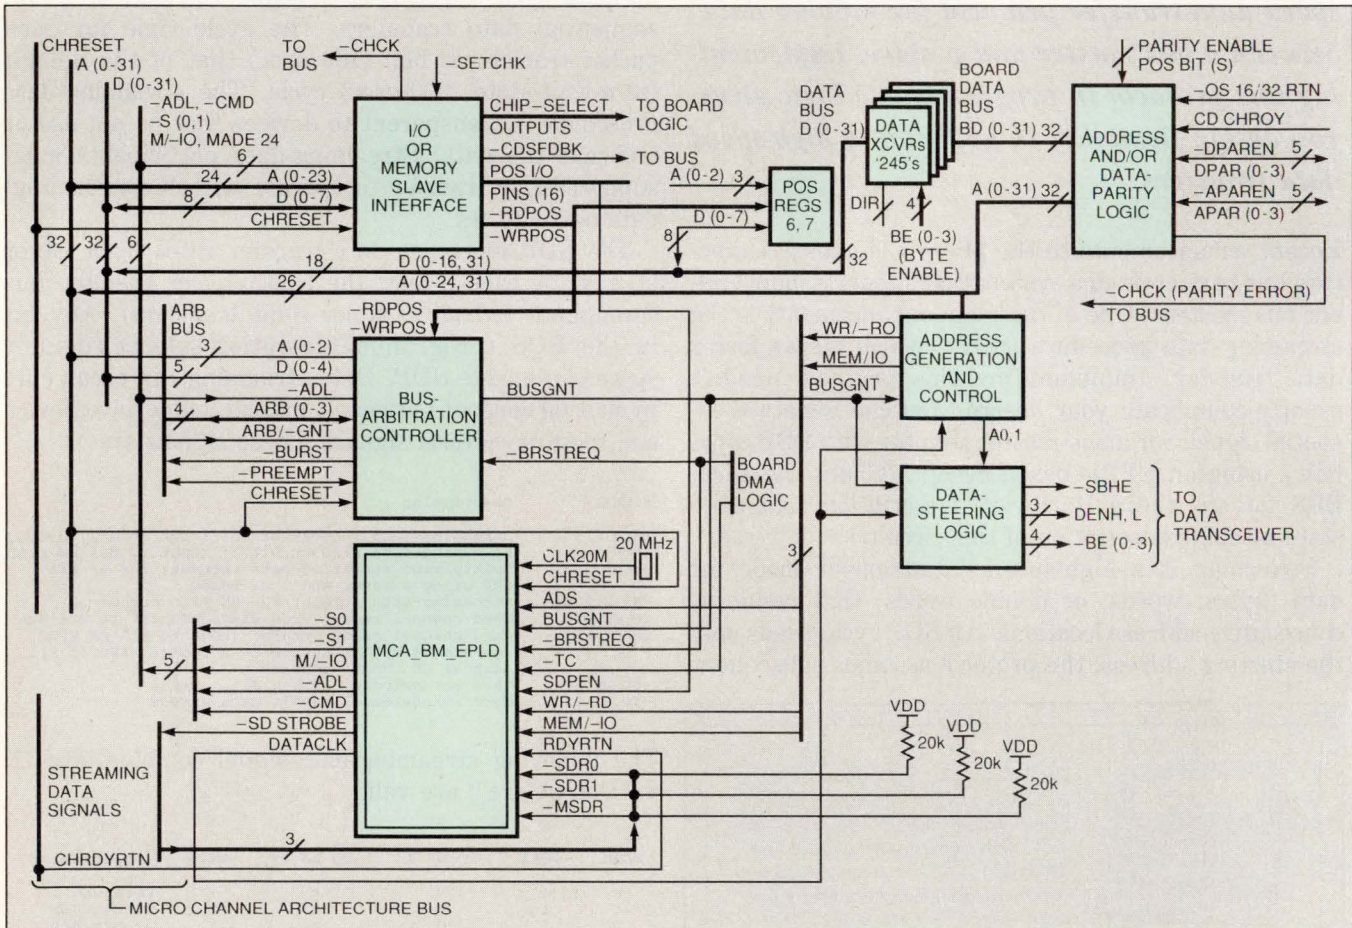 CHRESET
A (0-31)
D (0-31)
–ADL, –CMD
–S (0,1)
M/–IO, MADE 24
6
24
8
A (0-23)
D (0-7)
CHRESET
32
32
6
TO
BUS
–CHCK
–SETCHK
I/O
OR
MEMORY
SLAVE
INTERFACE
CHIP–SELECT
OUTPUTS
TO BOARD
LOGIC
–CDSFDBK
TO BUS
POS I/O
PINS (16)
–RDPOS
–WRPOS
A (0-2)
3
D (0-7)
8
POS
REGS
6, 7
DATA
BUS
D (0-31)
DATA
XCVRs
'245's
DIR
4
BE (0-3)
(BYTE
ENABLE)
32
BOARD
DATA
BUS
BD (0-31)
32
A (0-31)
32
PARITY ENABLE
POS BIT (S)
ADDRESS
AND/OR
DATA-
PARITY
LOGIC
OS 16/32 RTN
CD CHROY
–DPAREN
5
DPAR (0-3)
–APAREN
5
APAR (0-3)
–CHCK (PARITY ERROR)
TO BUS
18
D (0-16, 31)
26
A (0-24, 31)
–RDPOS
–WRPOS
ARB
BUS
3
A (0-2)
5
D (0-4)
–ADL
4
ARB (0-3)
ARB/–GNT
–BURST
–PREEMPT
CHRESET
BUS-
ARBITRATION
CONTROLLER
BUSGNT
–BRSTREQ
BOARD
DMA
LOGIC
WR/–RO
MEM/IO
BUSGNT
3
ADDRESS
GENERATION
AND
CONTROL
A0,1
DATA-
STEERING
LOGIC
–SBHE
3
DENH, L
4
–BE (0-3)
TO
DATA
TRANSCEIVER
MCA_BM_EPLD
20 MHz
CLK20M
CHRESET
ADS
BUSGNT
–BRSTREQ
–TC
SDPEN
WR/–RD
MEM/–IO
RDYRTN
–SDR0
–SDR1
–MSDR
–S0
–S1
5
M/–IO
–ADL
–CMD
–SD STROBE
DATACLK
VDD
20k
VDD
20k
VDD
20k
STREAMING
DATA
SIGNALS
3
CHRDYRTN
MICRO CHANNEL ARCHITECTURE BUS